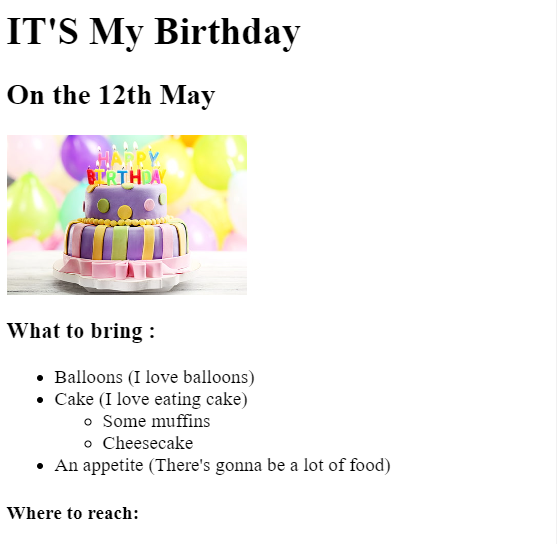 IT'S My Birthday
On the 12th May
HAPPY
BIRTHDAY
What to bring :
Balloons (I love balloons)
Cake (I love eating cake)
Some muffins
Cheesecake
An appetite (There's gonna be a lot of food)
Where to reach: